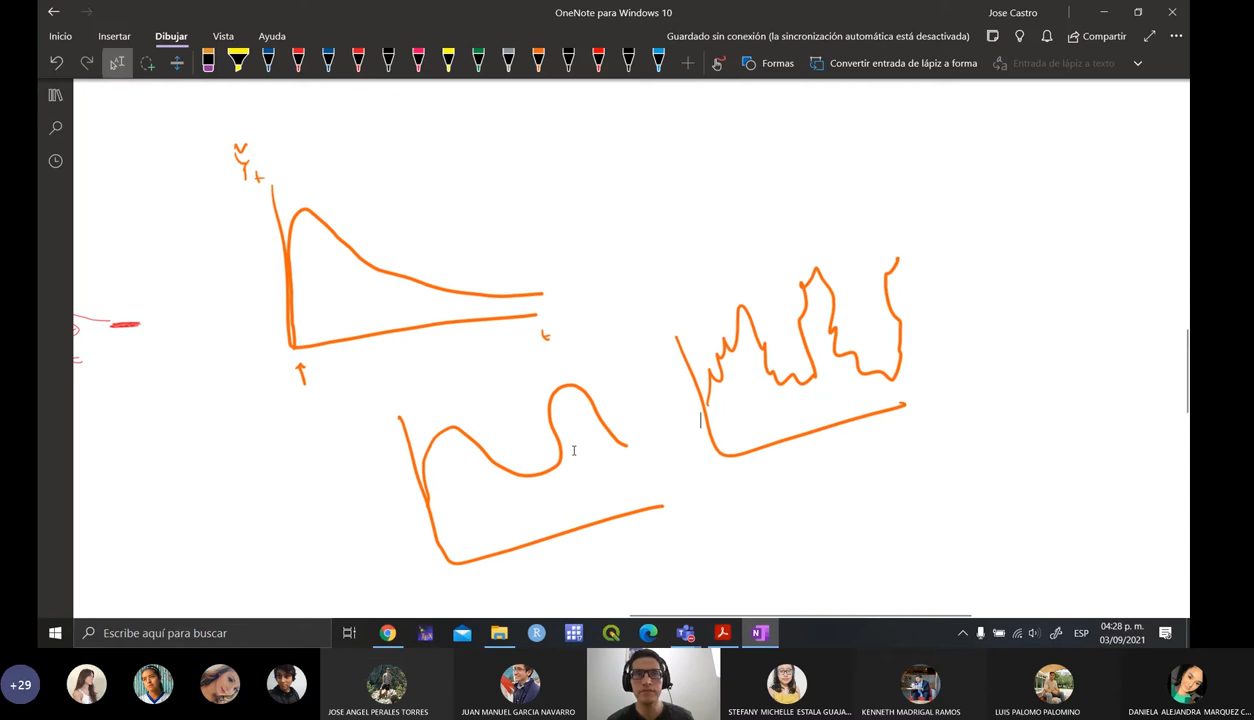 OneNote para Windows 10
Jose Castro
Inicio
Insertar
Dibujar
Vista
Ayuda
Guardado sin conexión (la sincronización automática está desactivada)
Compartir
Formas
Convertir entrada de lápiz a forma
Entrada de lápiz a texto
t
Escribe aquí para buscar
ESP
04:28 p. m.
03/09/2021
+29
JOSE ANGEL PERALES TORRES
JUAN MANUEL GARCIA NAVARRO
STEFANY MICHELLE ESTALA GUAJA...
KENNETH MADRIGAL RAMOS
LUIS PALOMO PALOMINO
DANIELA ALEJANDRA MARQUEZ C...